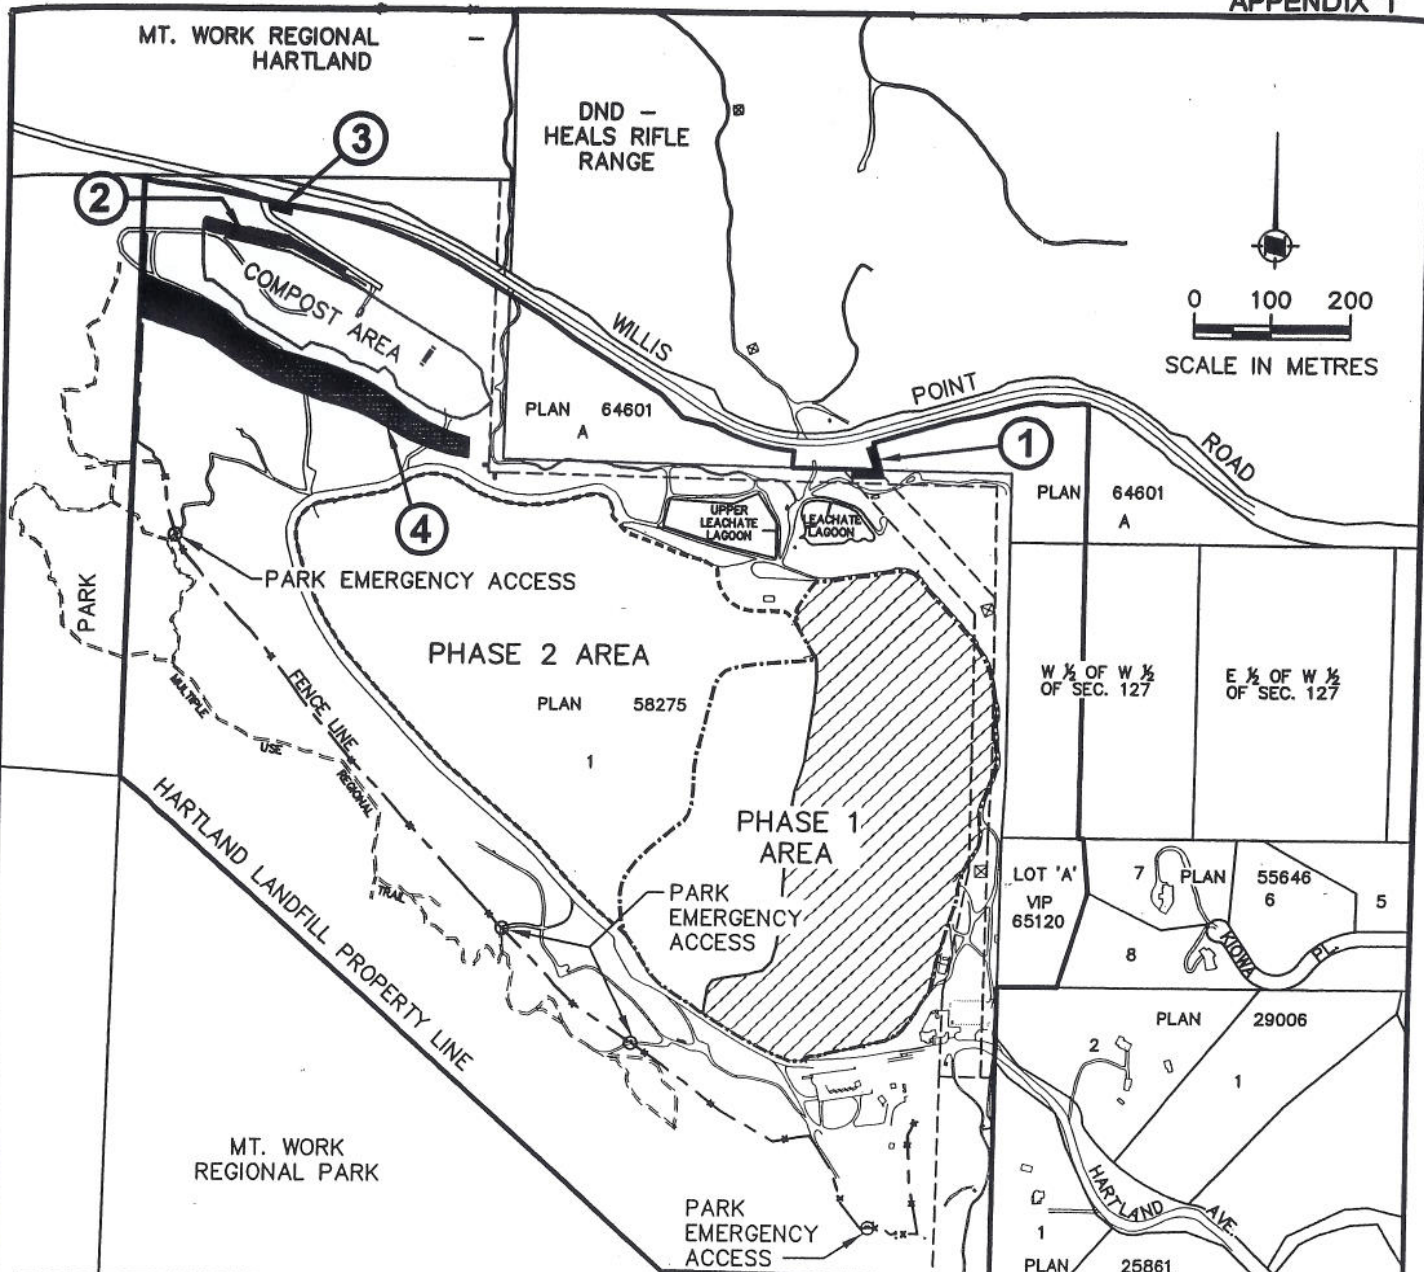 APPENDIX 1
MT. WORK REGIONAL
HARTLAND
DND –
HEALS RIFLE
RANGE
3
2
COMPOST AREA
0 100 200
SCALE IN METRES
WILLIS
POINT
ROAD
PLAN 64601
A
1
PLAN 64601
A
4
UPPER
LEACHATE
LAGOON
LEACHATE
LAGOON
PARK EMERGENCY ACCESS
PARK
PHASE 2 AREA
PLAN 58275
1
FENCE LINE
MULTIPLE
USE
REGIONAL
TRAIL
W ½ OF W ½
OF SEC. 127
E ½ OF W ½
OF SEC. 127
HARTLAND LANDFILL PROPERTY LINE
PHASE 1
AREA
PARK
EMERGENCY
ACCESS
LOT 'A'
VIP
65120
7
PLAN 55646
6
5
8
KIOWA
PL.
PLAN 29006
2
1
MT. WORK
REGIONAL PARK
HARTLAND
AVE.
PARK
EMERGENCY
ACCESS
1
PLAN 25861